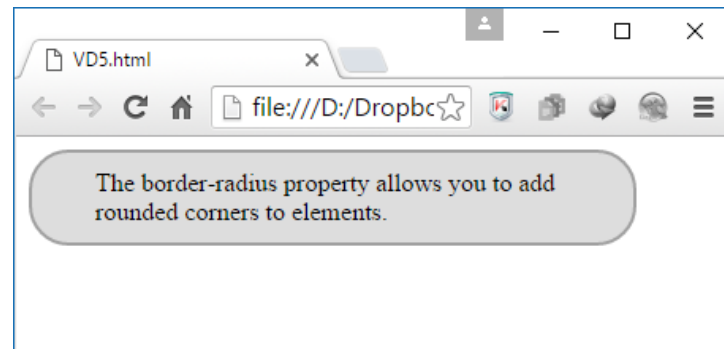 VD5.html
file:///D:/Dropbc
The border-radius property allows you to add
rounded corners to elements.